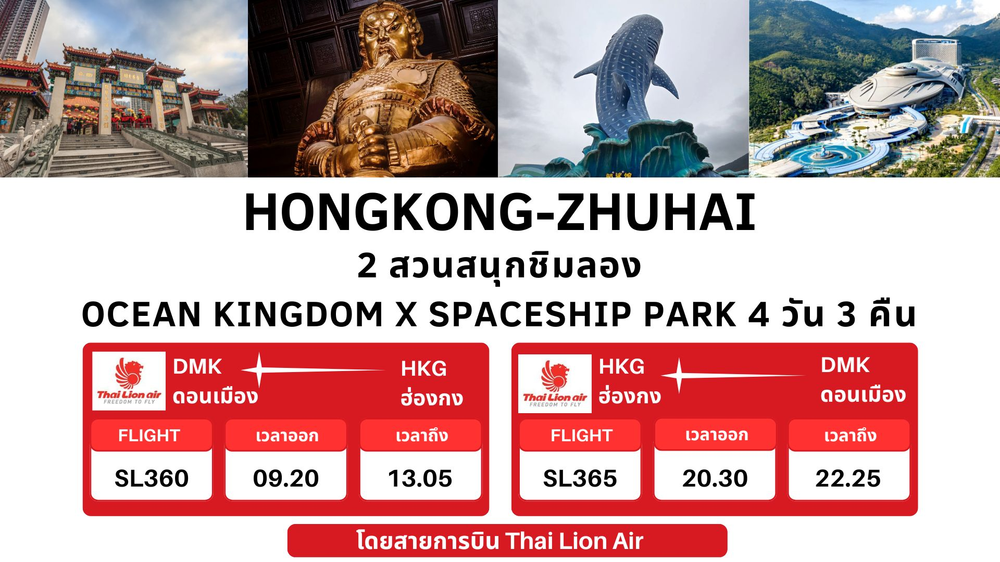 HONGKONG-ZHUHAI
2 สวนสนุกชิมลอง
OCEAN KINGDOM X SPACESHIP PARK 4 วัน 3 คืน
Thai Lion air
FREEDOM TO FLY
DMK
ดอนเมือง
HKG
ฮ่องกง
FLIGHT
เวลาออก
เวลาถึง
SL360
09.20
13.05
Thai Lion air
FREEDOM TO FLY
HKG
ฮ่องกง
DMK
ดอนเมือง
FLIGHT
เวลาออก
เวลาถึง
SL365
20.30
22.25
โดยสายการบิน Thai Lion Air